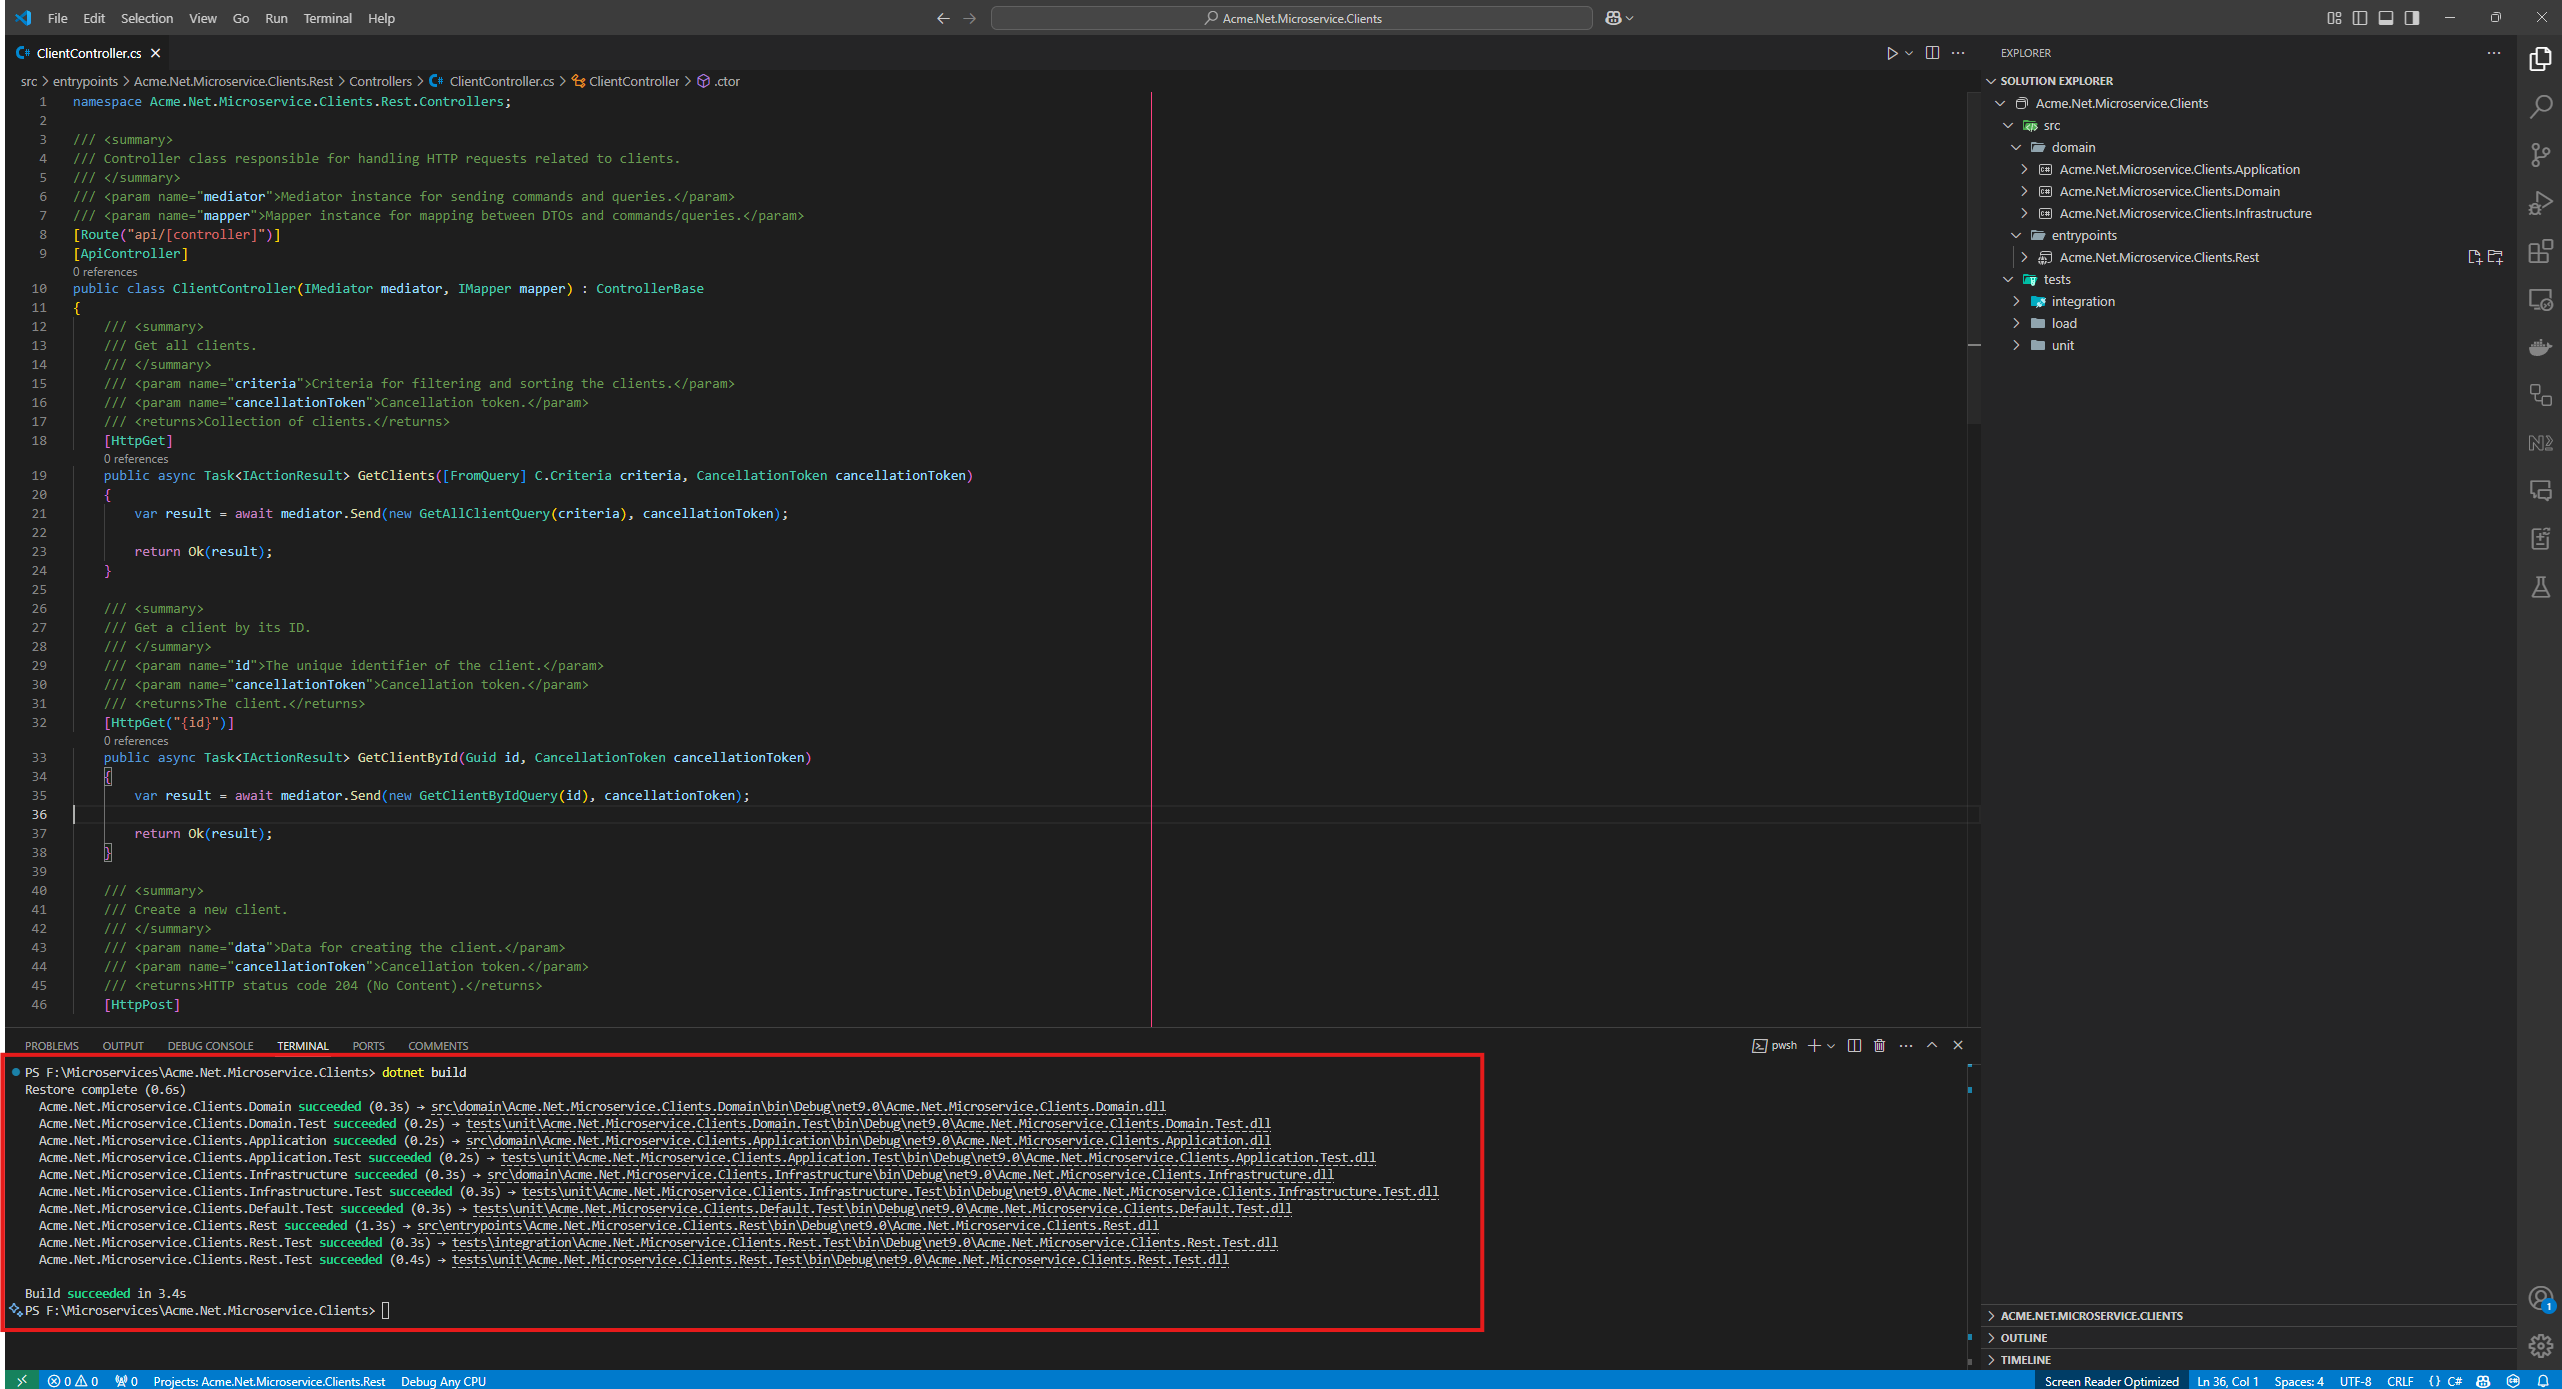 File Edit Selection View Go Run Terminal Help
Acme.Net.Microservice.Clients
ClientController.cs
src > entrypoints > Acme.Net.Microservice.Clients.Rest > Controllers > ClientController.cs > ClientController > .ctor
1 namespace Acme.Net.Microservice.Clients.Rest.Controllers;
2
3 /// <summary>
4 /// Controller class responsible for handling HTTP requests related to clients.
5 /// </summary>
6 /// <param name="mediator">Mediator instance for sending commands and queries.</param>
7 /// <param name="mapper">Mapper instance for mapping between DTOs and commands/queries.</param>
8 [Route("api/[controller]")]
9 [ApiController]
0 references
10 public class ClientController(IMediator mediator, IMapper mapper) : ControllerBase
11 {
12 /// <summary>
13 /// Get all clients.
14 /// </summary>
15 /// <param name="criteria">Criteria for filtering and sorting the clients.</param>
16 /// <param name="cancellationToken">Cancellation token.</param>
17 /// <returns>Collection of clients.</returns>
18 [HttpGet]
0 references
19 public async Task<IActionResult> GetClients([FromQuery] C.Criteria criteria, CancellationToken cancellationToken)
20 {
21 var result = await mediator.Send(new GetAllClientQuery(criteria), cancellationToken);
22
23 return Ok(result);
24 }
25
26 /// <summary>
27 /// Get a client by its ID.
28 /// </summary>
29 /// <param name="id">The unique identifier of the client.</param>
30 /// <param name="cancellationToken">Cancellation token.</param>
31 /// <returns>The client.</returns>
32 [HttpGet("{id}")]
0 references
33 public async Task<IActionResult> GetClientById(Guid id, CancellationToken cancellationToken)
34 {
35 var result = await mediator.Send(new GetClientByIdQuery(id), cancellationToken);
36
37 return Ok(result);
38 }
39
40 /// <summary>
41 /// Create a new client.
42 /// </summary>
43 /// <param name="data">Data for creating the client.</param>
44 /// <param name="cancellationToken">Cancellation token.</param>
45 /// <returns>HTTP status code 204 (No Content).</returns>
46 [HttpPost]
EXPLORER
SOLUTION EXPLORER
Acme.Net.Microservice.Clients
src
domain
Acme.Net.Microservice.Clients.Application
Acme.Net.Microservice.Clients.Domain
Acme.Net.Microservice.Clients.Infrastructure
entrypoints
Acme.Net.Microservice.Clients.Rest
tests
integration
load
unit
ACME.NET.MICROSERVICE.CLIENTS
OUTLINE
TIMELINE
1
PROBLEMS OUTPUT DEBUG CONSOLE TERMINAL PORTS COMMENTS
pwsh
PS F:\Microservices\Acme.Net.Microservice.Clients> dotnet build
Restore complete (0.6s)
Acme.Net.Microservice.Clients.Domain succeeded (0.3s) → src\domain\Acme.Net.Microservice.Clients.Domain\bin\Debug\net9.0\Acme.Net.Microservice.Clients.Domain.dll
Acme.Net.Microservice.Clients.Domain.Test succeeded (0.2s) → tests\unit\Acme.Net.Microservice.Clients.Domain.Test\bin\Debug\net9.0\Acme.Net.Microservice.Clients.Domain.Test.dll
Acme.Net.Microservice.Clients.Application succeeded (0.2s) → src\domain\Acme.Net.Microservice.Clients.Application\bin\Debug\net9.0\Acme.Net.Microservice.Clients.Application.dll
Acme.Net.Microservice.Clients.Application.Test succeeded (0.2s) → tests\unit\Acme.Net.Microservice.Clients.Application.Test\bin\Debug\net9.0\Acme.Net.Microservice.Clients.Application.Test.dll
Acme.Net.Microservice.Clients.Infrastructure succeeded (0.3s) → src\domain\Acme.Net.Microservice.Clients.Infrastructure\bin\Debug\net9.0\Acme.Net.Microservice.Clients.Infrastructure.dll
Acme.Net.Microservice.Clients.Infrastructure.Test succeeded (0.3s) → tests\unit\Acme.Net.Microservice.Clients.Infrastructure.Test\bin\Debug\net9.0\Acme.Net.Microservice.Clients.Infrastructure.Test.dll
Acme.Net.Microservice.Clients.Default.Test succeeded (0.3s) → tests\unit\Acme.Net.Microservice.Clients.Default.Test\bin\Debug\net9.0\Acme.Net.Microservice.Clients.Default.Test.dll
Acme.Net.Microservice.Clients.Rest succeeded (1.3s) → src\entrypoints\Acme.Net.Microservice.Clients.Rest\bin\Debug\net9.0\Acme.Net.Microservice.Clients.Rest.dll
Acme.Net.Microservice.Clients.Rest.Test succeeded (0.3s) → tests\integration\Acme.Net.Microservice.Clients.Rest.Test\bin\Debug\net9.0\Acme.Net.Microservice.Clients.Rest.Test.dll
Acme.Net.Microservice.Clients.Rest.Test succeeded (0.4s) → tests\unit\Acme.Net.Microservice.Clients.Rest.Test\bin\Debug\net9.0\Acme.Net.Microservice.Clients.Rest.Test.dll
Build succeeded in 3.4s
PS F:\Microservices\Acme.Net.Microservice.Clients>
0 0 0 Projects: Acme.Net.Microservice.Clients.Rest Debug Any CPU Screen Reader Optimized Ln 36, Col 1 Spaces: 4 UTF-8 CRLF {} C#